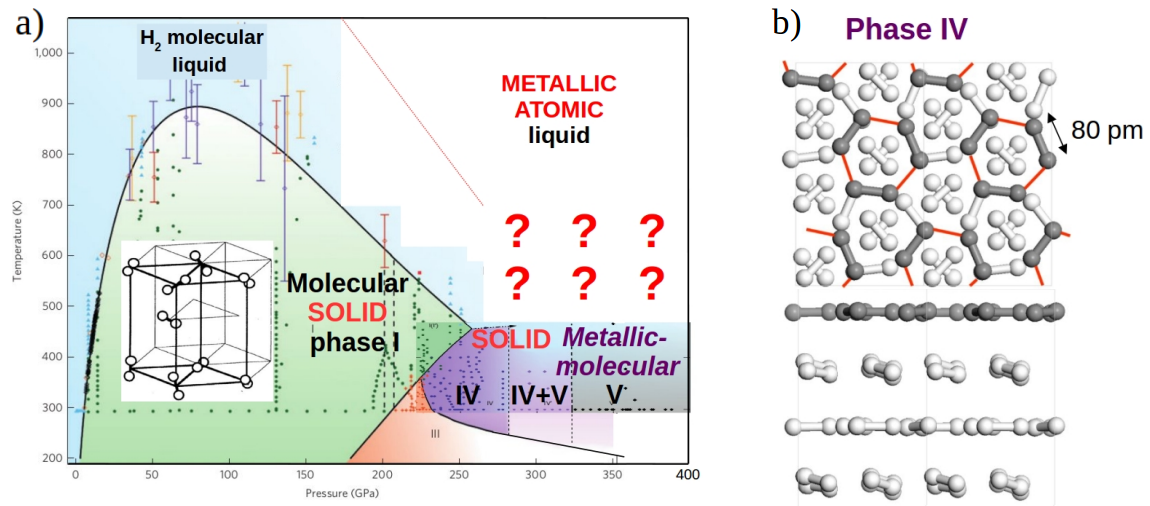 a)
H2 molecular
liquid
METALLIC
ATOMIC
liquid
? ? ?
? ? ?
Molecular
SOLID
phase I
SOLID Metallic-
molecular
IV IV+V V
III
1,000
900
800
700
600
500
400
300
200
Temperature (K)
0 50 100 150 200 250 300 350 400
Pressure (GPa)
b)
Phase IV
80 pm